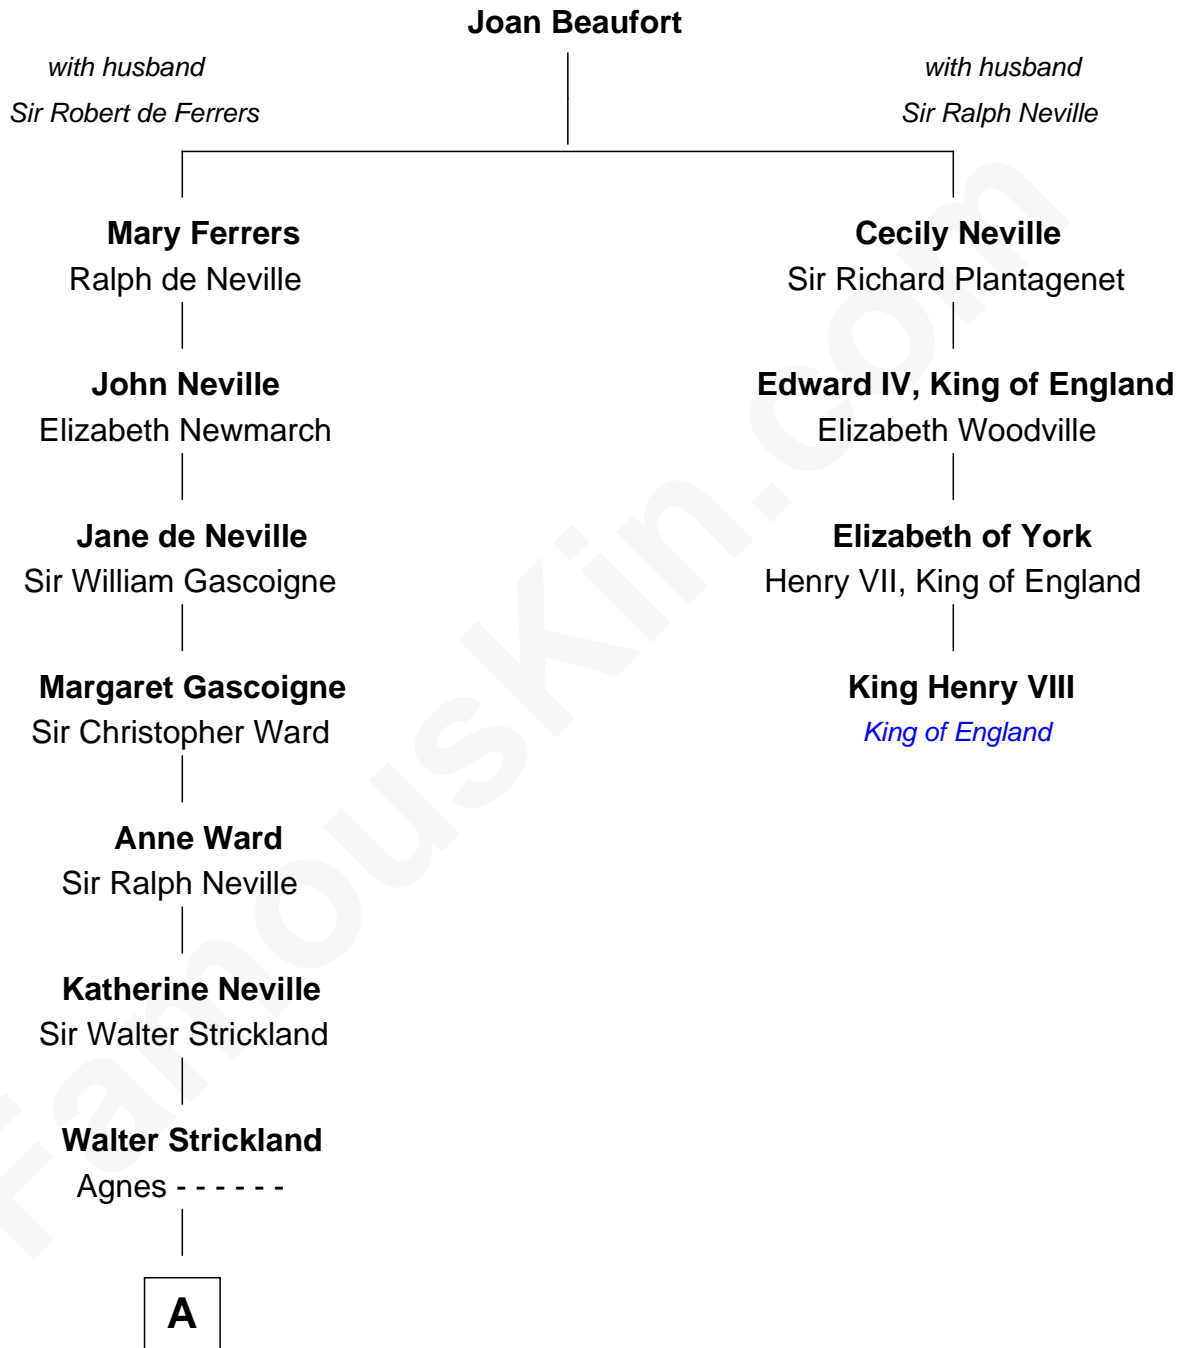 Joan Beaufort
with husband
Sir Robert de Ferrers
with husband
Sir Ralph Neville
Mary Ferrers
Ralph de Neville
Cecily Neville
Sir Richard Plantagenet
John Neville
Elizabeth Newmarch
Edward IV, King of England
Elizabeth Woodville
Jane de Neville
Sir William Gascoigne
Elizabeth of York
Henry VII, King of England
Margaret Gascoigne
Sir Christopher Ward
King Henry VIII
King of England
Anne Ward
Sir Ralph Neville
Katherine Neville
Sir Walter Strickland
Walter Strickland
Agnes - - - - - -
A
FamousKin.com